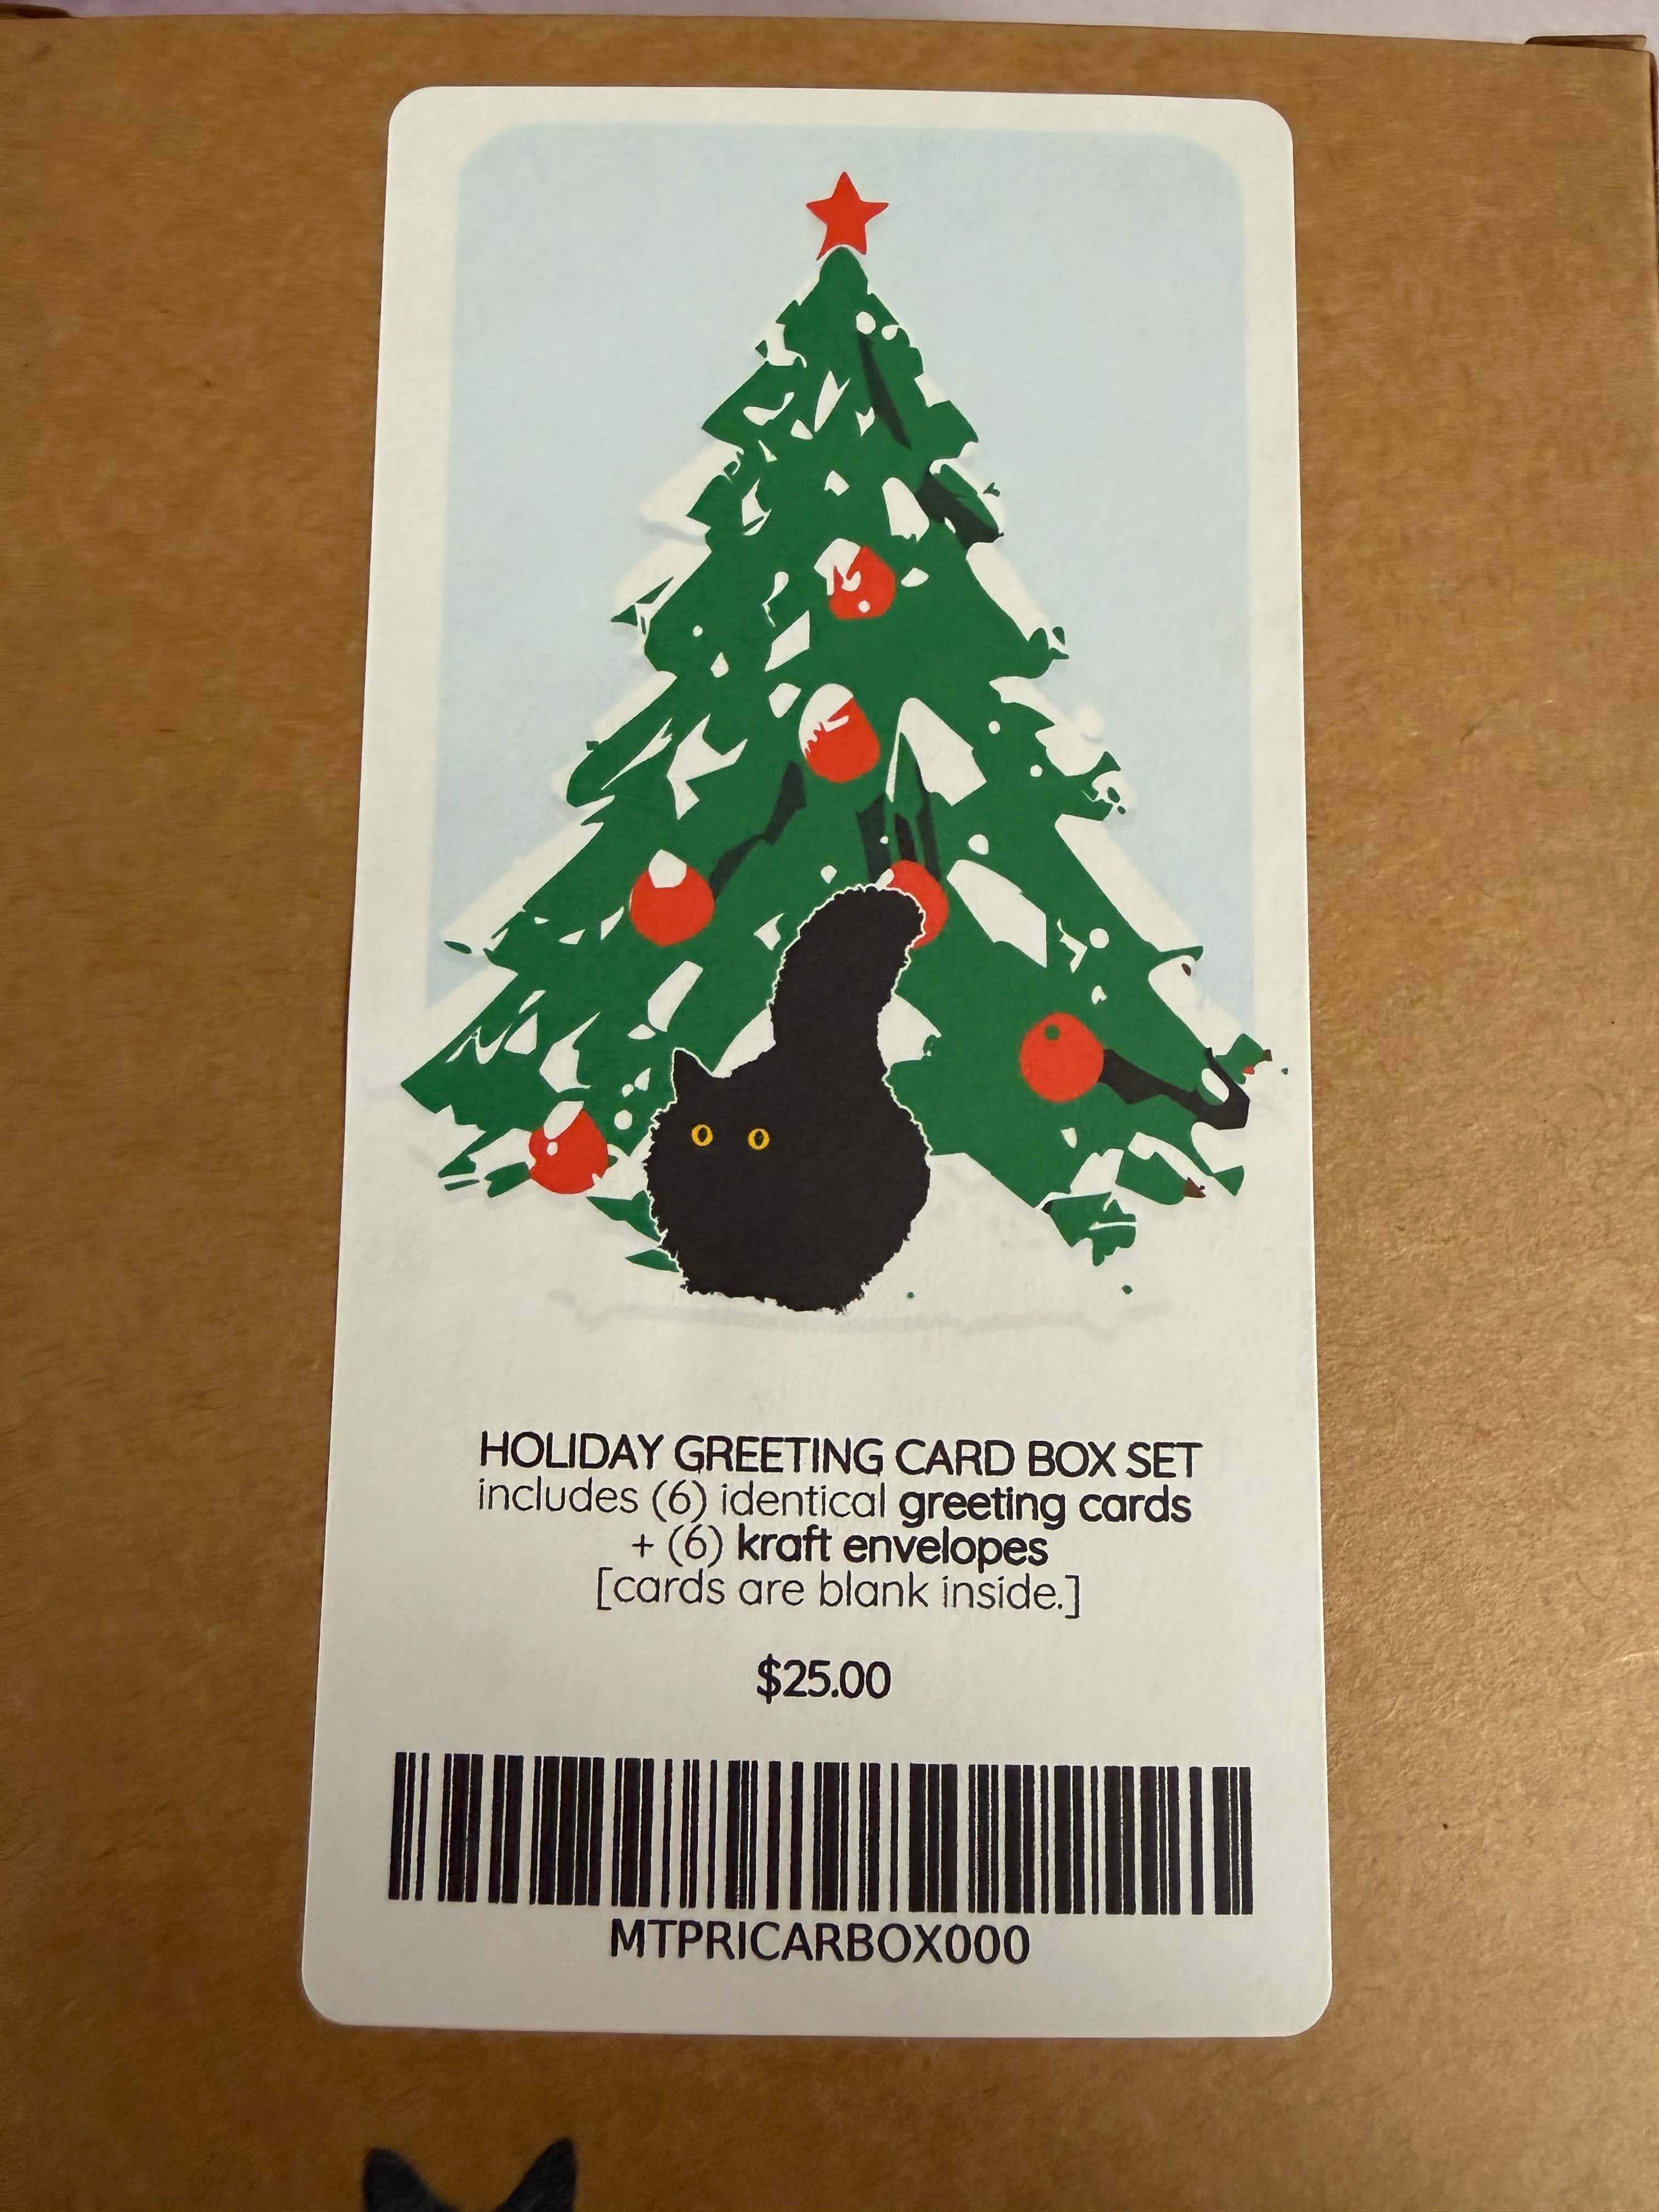 HOLIDAY GREETING CARD BOX SET
includes (6) identical greeting cards
+ (6) kraft envelopes
[cards are blank inside.]
$25.00
MTPRICARBOX000